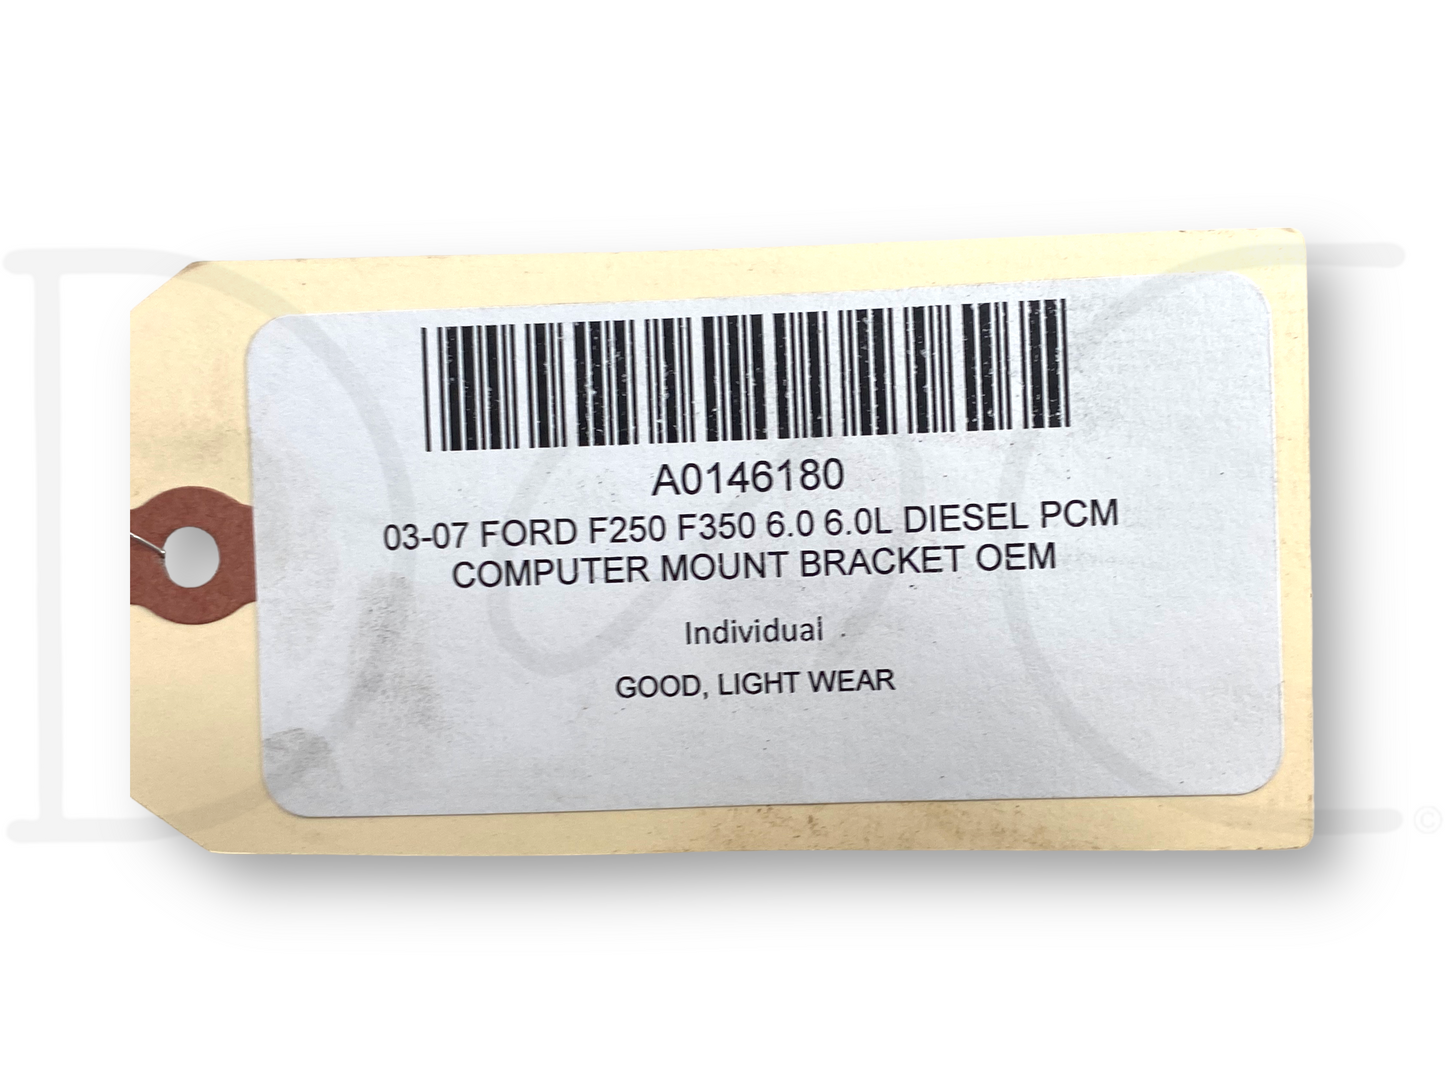 A0146180
03-07 FORD F250 F350 6.0 6.0L DIESEL PCM
COMPUTER MOUNT BRACKET OEM
Individual
GOOD, LIGHT WEAR
©